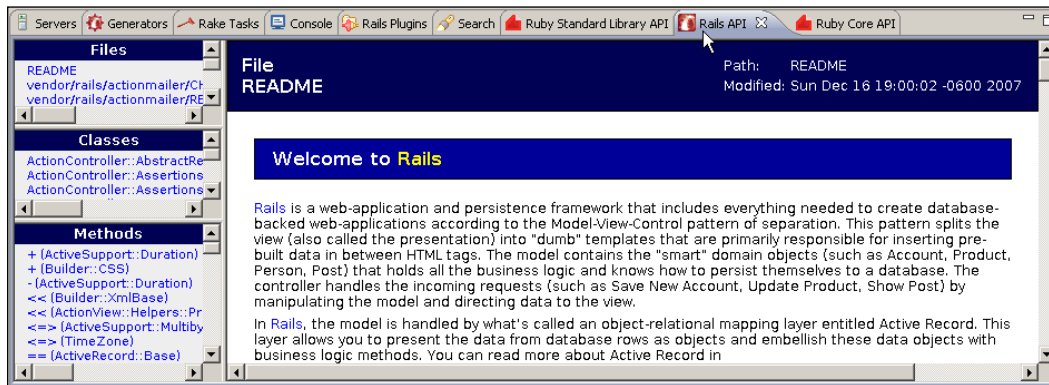 Servers Generators Rake Tasks Console Rails Plugins Search Ruby Standard Library API Rails API Ruby Core API
Files
README
vendor/rails/actionmailer/CH
vendor/rails/actionmailer/RE
Classes
ActionController::AbstractRe
ActionController::Assertions
ActionController::Assertions
Methods
+ (ActiveSupport::Duration)
+ (Builder::CSS)
- (ActiveSupport::Duration)
<< (Builder::XmlBase)
<< (ActionView::Helpers::Pr
<=> (ActiveSupport::Multiby
<=> (TimeZone)
== (ActiveRecord::Base)
File
README
Path: README
Modified: Sun Dec 16 19:00:02 -0600 2007
Welcome to Rails
Rails is a web-application and persistence framework that includes everything needed to create database-
backed web-applications according to the Model-View-Control pattern of separation. This pattern splits the
view (also called the presentation) into "dumb" templates that are primarily responsible for inserting pre-
built data in between HTML tags. The model contains the "smart" domain objects (such as Account, Product,
Person, Post) that holds all the business logic and knows how to persist themselves to a database. The
controller handles the incoming requests (such as Save New Account, Update Product, Show Post) by
manipulating the model and directing data to the view.
In Rails, the model is handled by what's called an object-relational mapping layer entitled Active Record. This
layer allows you to present the data from database rows as objects and embellish these data objects with
business logic methods. You can read more about Active Record in